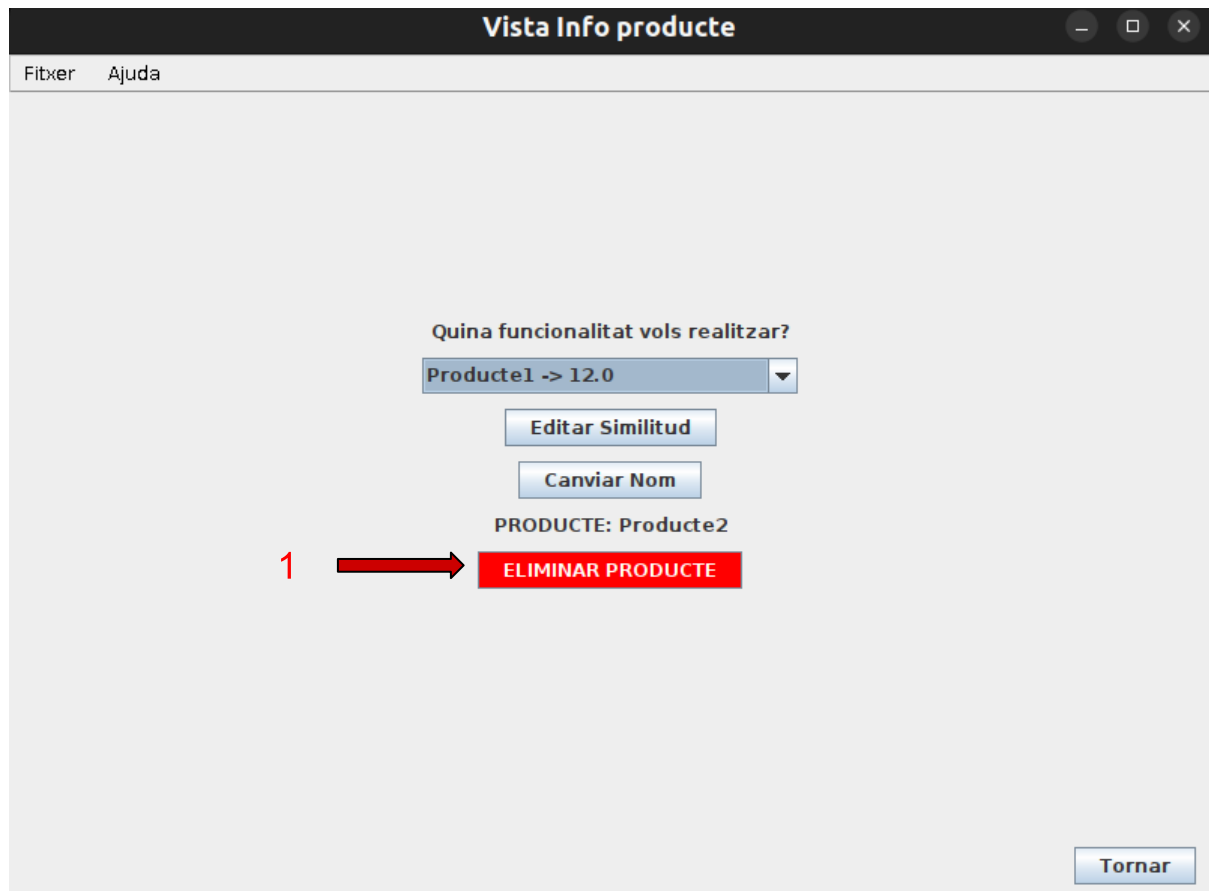 Vista Info producte
Fitxer Ajuda
Quina funcionalitat vols realitzar?
Producte1 -> 12.0
Editar Similitud
Canviar Nom
PRODUCTE: Producte2
1 ELIMINAR PRODUCTE
Tornar